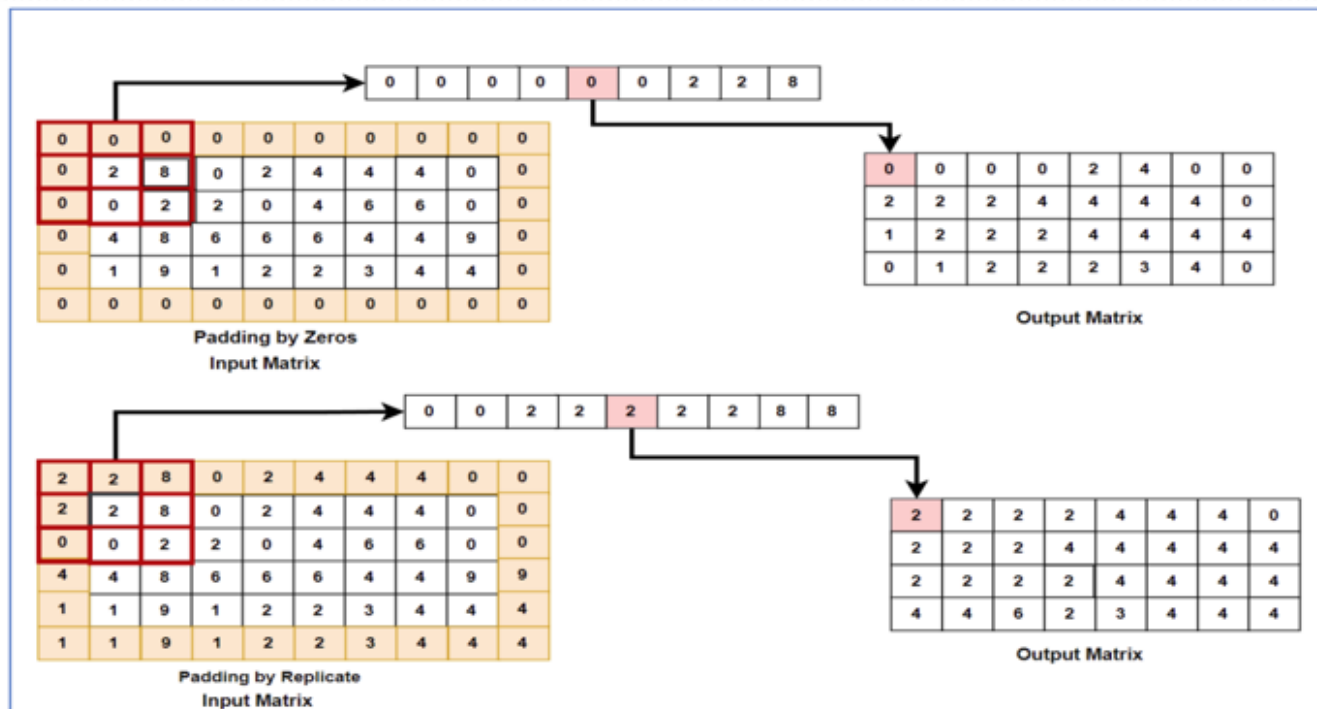 0 0 0 0 0 0 2 2 8
0 0 0 0 0 0 0 0 0 0
0 2 8 0 2 4 4 4 0 0
0 0 2 2 0 4 6 6 0 0
0 4 8 6 6 6 4 4 9 0
0 1 9 1 2 2 3 4 4 0
0 0 0 0 0 0 0 0 0 0
Padding by Zeros
Input Matrix
0 0 0 0 2 4 0 0
2 2 2 4 4 4 4 0
1 2 2 2 4 4 4 4
0 1 2 2 2 3 4 0
Output Matrix
0 0 2 2 2 2 2 8 8
2 2 8 0 2 4 4 4 0 0
2 2 8 0 2 4 4 4 0 0
0 0 2 2 0 4 6 6 0 0
4 4 8 6 6 6 4 4 9 9
1 1 9 1 2 2 3 4 4 4
1 1 9 1 2 2 3 4 4 4
Padding by Replicate
Input Matrix
2 2 2 2 4 4 4 0
2 2 2 4 4 4 4 4
2 2 2 2 4 4 4 4
4 4 6 2 3 4 4 4
Output Matrix